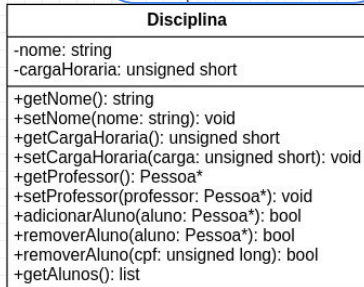 Disciplina
-nome: string
-cargaHoraria: unsigned short
+getNome(): string
+setNome(nome: string): void
+getCargaHoraria(): unsigned short
+setCargaHoraria(carga: unsigned short): void
+getProfessor(): Pessoa*
+setProfessor(professor: Pessoa*): void
+adicionarAluno(aluno: Pessoa*): bool
+removerAluno(aluno: Pessoa*): bool
+removerAluno(cpf: unsigned long): bool
+getAlunos(): list